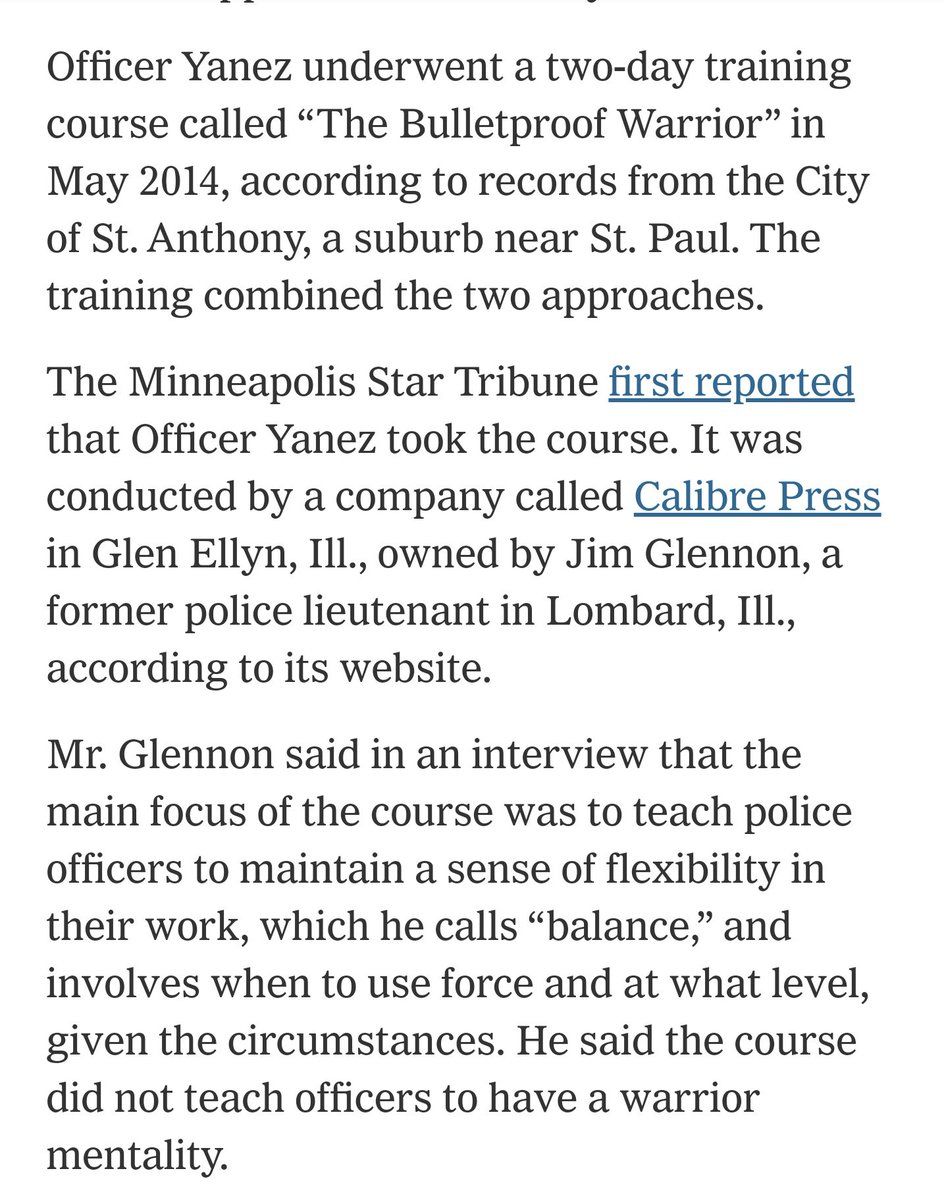 Officer Yanez underwent a two-day training
course called “The Bulletproof Warrior” in
May 2014, according to records from the City
of St. Anthony, a suburb near St. Paul. The
training combined the two approaches.
The Minneapolis Star Tribune first reported
that Officer Yanez took the course. It was
conducted by a company called Calibre Press
in Glen Ellyn, Ill., owned by Jim Glennon, a
former police lieutenant in Lombard, Ill.,
according to its website.
Mr. Glennon said in an interview that the
main focus of the course was to teach police
officers to maintain a sense of flexibility in
their work, which he calls “balance,” and
involves when to use force and at what level,
given the circumstances. He said the course
did not teach officers to have a warrior
mentality.